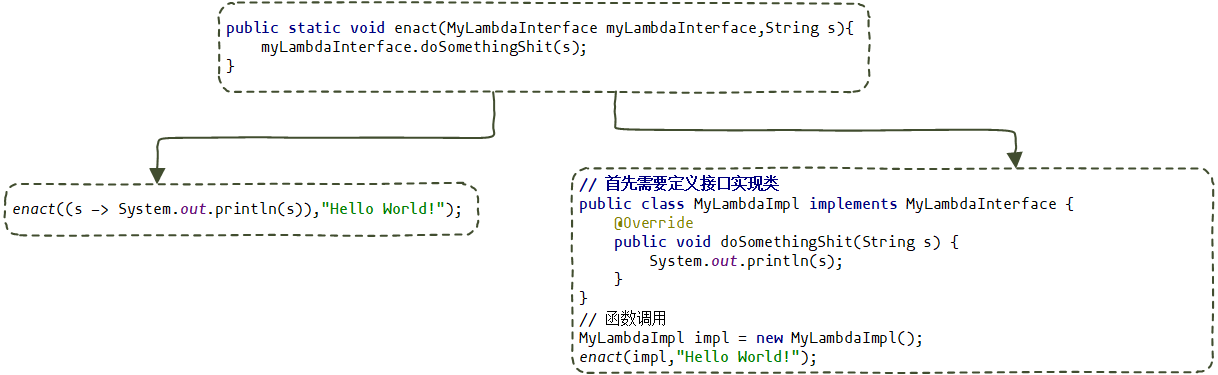 public static void enact(MyLambdaInterface myLambdaInterface,String s){
    myLambdaInterface.doSomethingShit(s);
}
enact((s –> System.out.println(s)),"Hello World!");
// 首先需要定义接口实现类
public class MyLambdaImpl implements MyLambdaInterface {
    @Override
    public void doSomethingShit(String s) {
        System.out.println(s);
    }
}
// 函数调用
MyLambdaImpl impl = new MyLambdaImpl();
enact(impl,"Hello World!");